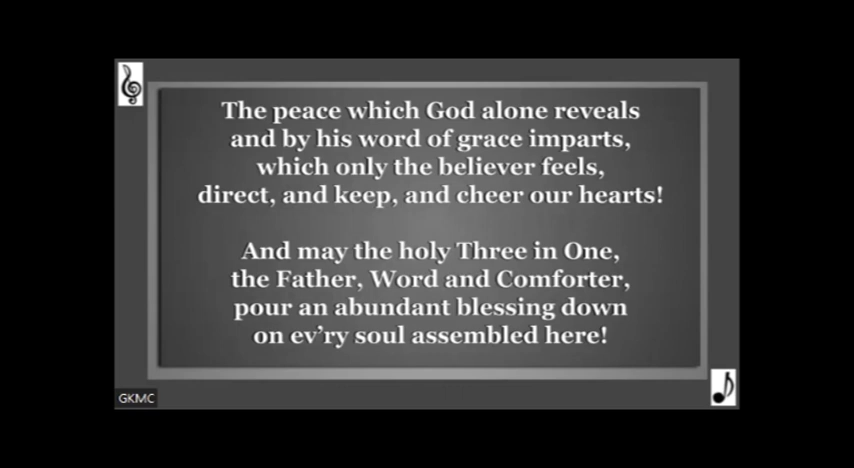 The peace which God alone reveals
and by his word of grace imparts,
which only the believer feels,
direct, and keep, and cheer our hearts!
And may the holy Three in One,
the Father, Word and Comforter,
pour an abundant blessing down
on ev’ry soul assembled here!
GKMC